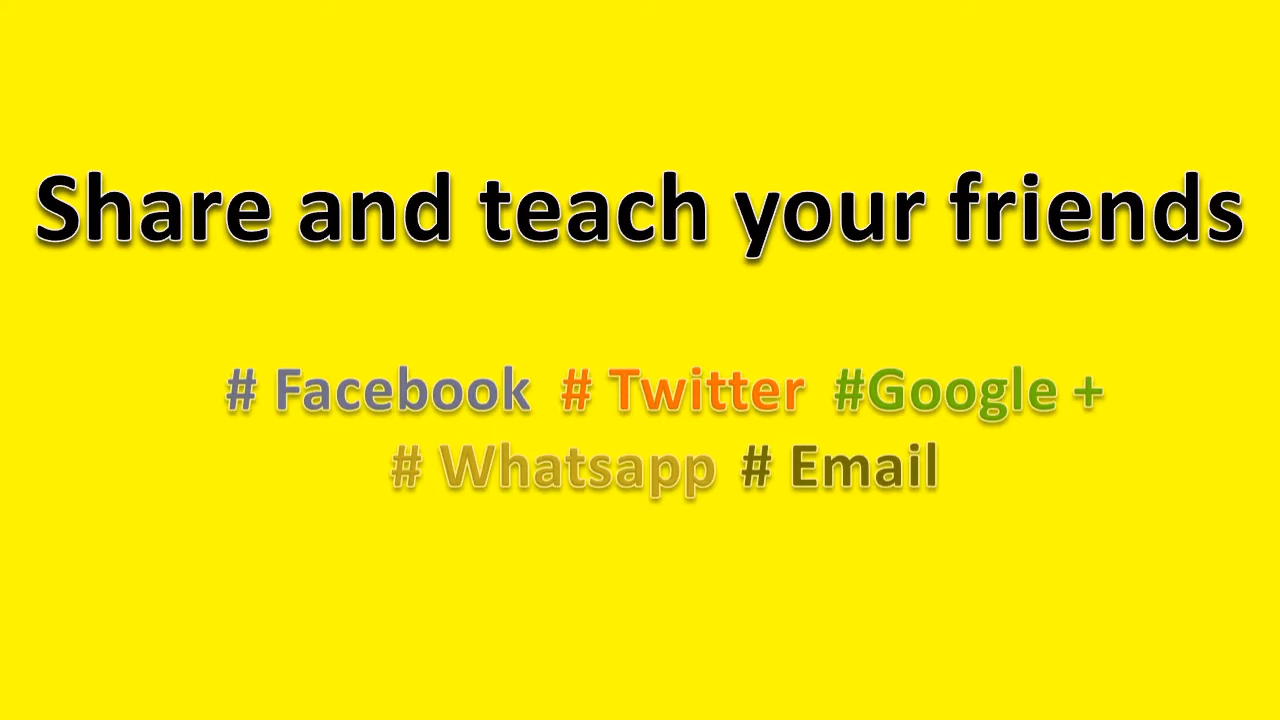 Share and teach your friends
# Facebook # Twitter #Google +
# Whatsapp # Email